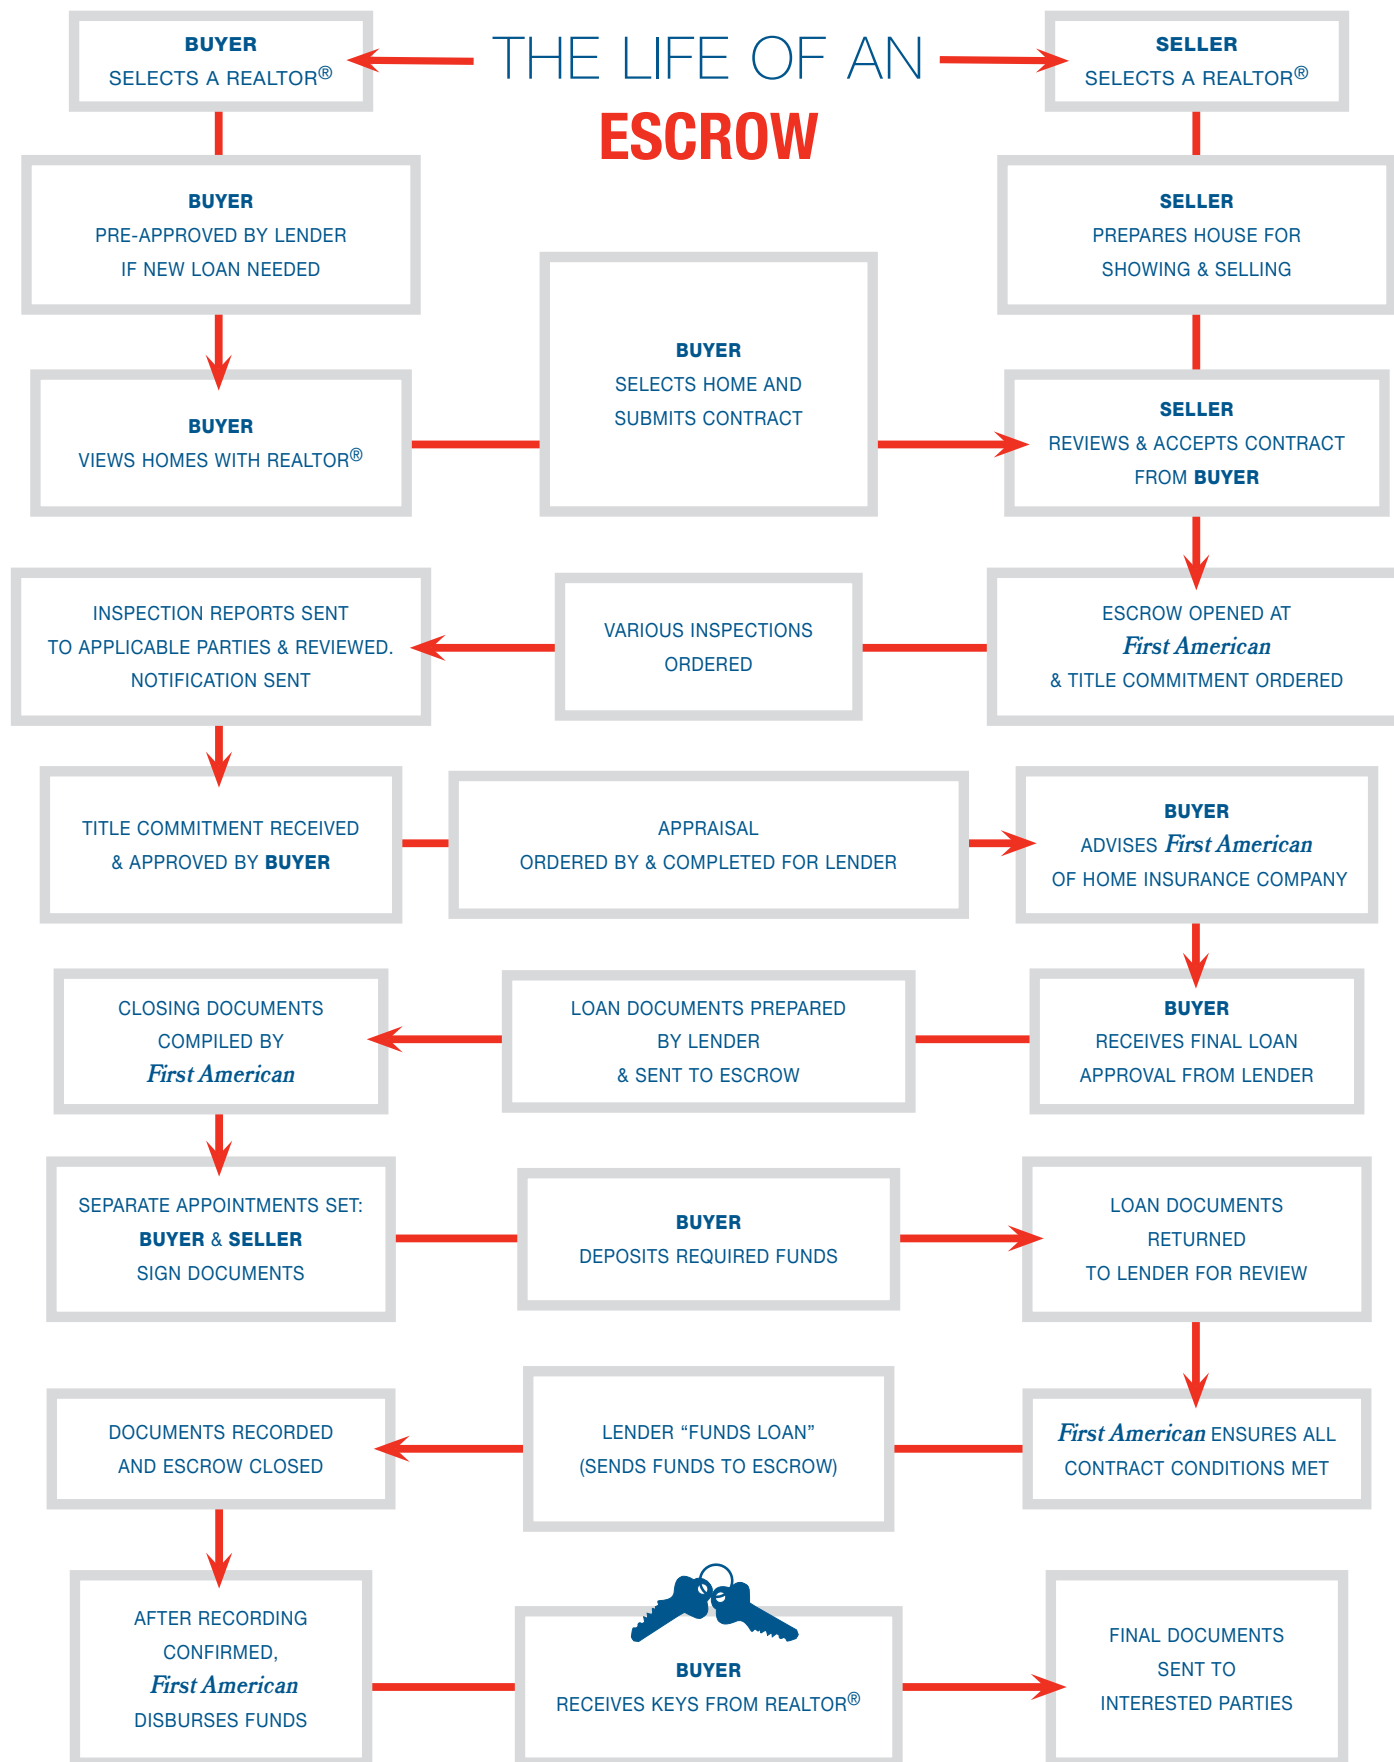 THE LIFE OF AN
ESCROW
BUYER
SELECTS A REALTOR®
SELLER
SELECTS A REALTOR®
BUYER
PRE-APPROVED BY LENDER
IF NEW LOAN NEEDED
SELLER
PREPARES HOUSE FOR
SHOWING & SELLING
BUYER
VIEWS HOMES WITH REALTOR®
BUYER
SELECTS HOME AND
SUBMITS CONTRACT
SELLER
REVIEWS & ACCEPTS CONTRACT
FROM BUYER
ESCROW OPENED AT
First American
& TITLE COMMITMENT ORDERED
VARIOUS INSPECTIONS
ORDERED
INSPECTION REPORTS SENT
TO APPLICABLE PARTIES & REVIEWED.
NOTIFICATION SENT
TITLE COMMITMENT RECEIVED
& APPROVED BY BUYER
APPRAISAL
ORDERED BY & COMPLETED FOR LENDER
BUYER
ADVISES First American
OF HOME INSURANCE COMPANY
BUYER
RECEIVES FINAL LOAN
APPROVAL FROM LENDER
LOAN DOCUMENTS PREPARED
BY LENDER
& SENT TO ESCROW
CLOSING DOCUMENTS
COMPILED BY
First American
SEPARATE APPOINTMENTS SET:
BUYER & SELLER
SIGN DOCUMENTS
BUYER
DEPOSITS REQUIRED FUNDS
LOAN DOCUMENTS
RETURNED
TO LENDER FOR REVIEW
First American ENSURES ALL
CONTRACT CONDITIONS MET
LENDER “FUNDS LOAN”
(SENDS FUNDS TO ESCROW)
DOCUMENTS RECORDED
AND ESCROW CLOSED
AFTER RECORDING
CONFIRMED,
First American
DISBURSES FUNDS
BUYER
RECEIVES KEYS FROM REALTOR®
FINAL DOCUMENTS
SENT TO
INTERESTED PARTIES